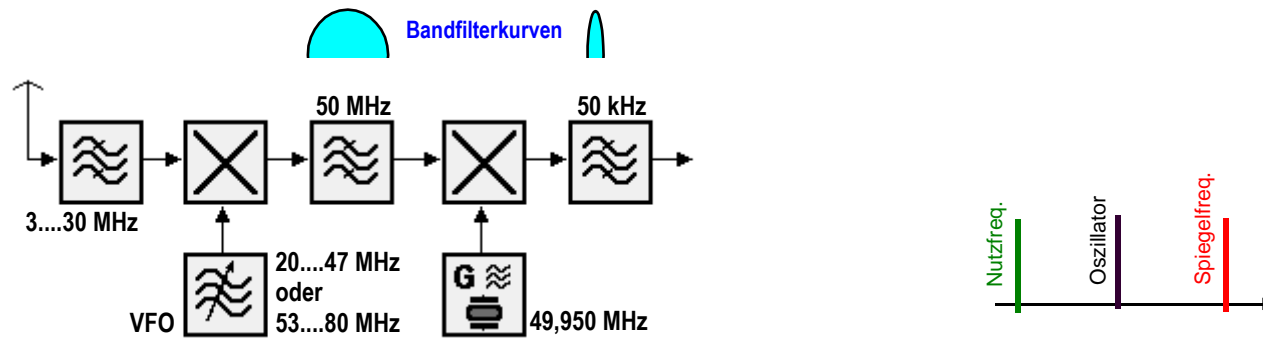 Bandfilterkurven
50 MHz
50 kHz
3....30 MHz
VFO
20....47 MHz
oder
53....80 MHz
G
49,950 MHz
Nutzfreq.
Oszillator
Spiegelfreq.